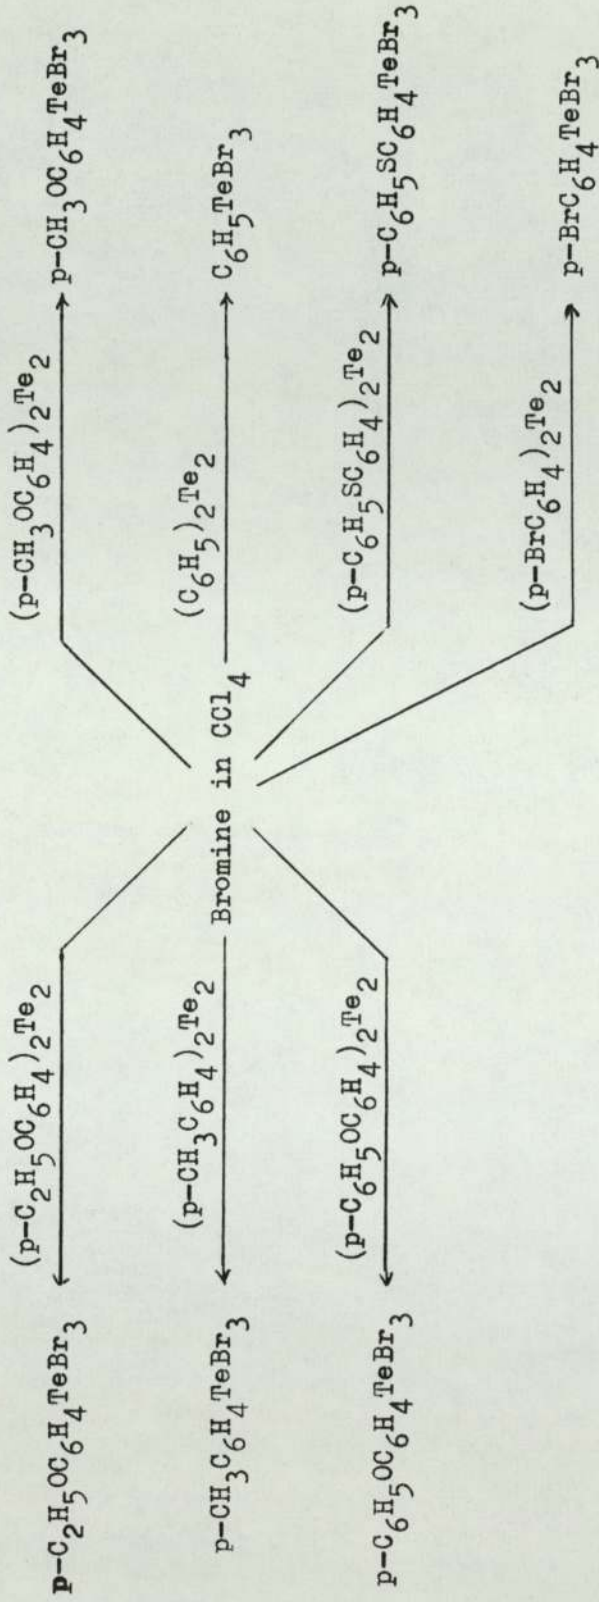 (p-C2H5OC6H4)2Te2
p-C2H5OC6H4TeBr3
(p-CH3OC6H4)2Te2
p-CH3OC6H4TeBr3
(p-CH3C6H4)2Te2
p-CH3C6H4TeBr3
Bromine in CCl4
(C6H5)2Te2
C6H5TeBr3
(p-C6H5OC6H4)2Te2
p-C6H5OC6H4TeBr3
(p-C6H5SC6H4)2Te2
p-C6H5SC6H4TeBr3
(p-BrC6H4)2Te2
p-BrC6H4TeBr3